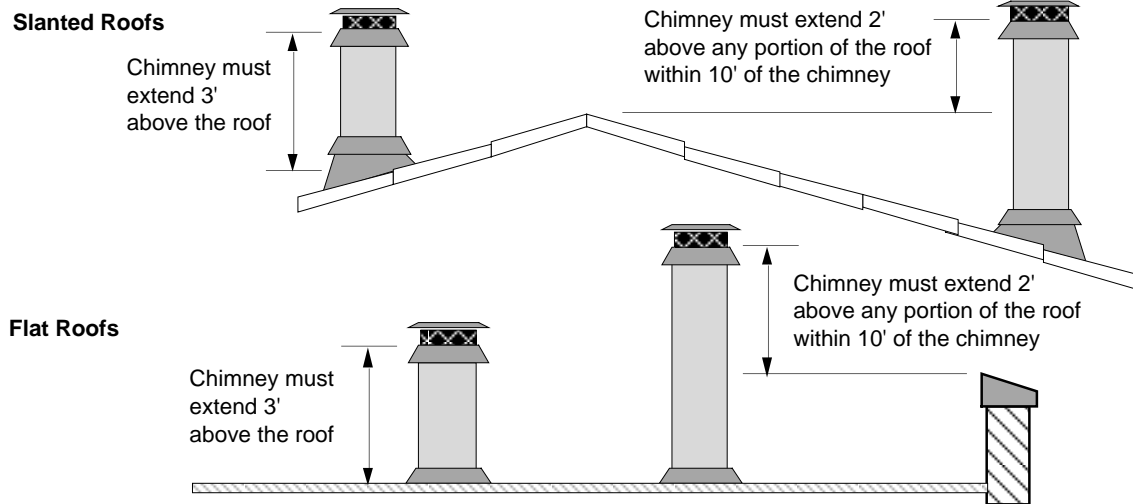 Slanted Roofs
Chimney must
extend 3'
above the roof
Chimney must extend 2'
above any portion of the roof
within 10' of the chimney
Flat Roofs
Chimney must
extend 3'
above the roof
Chimney must extend 2'
above any portion of the roof
within 10' of the chimney